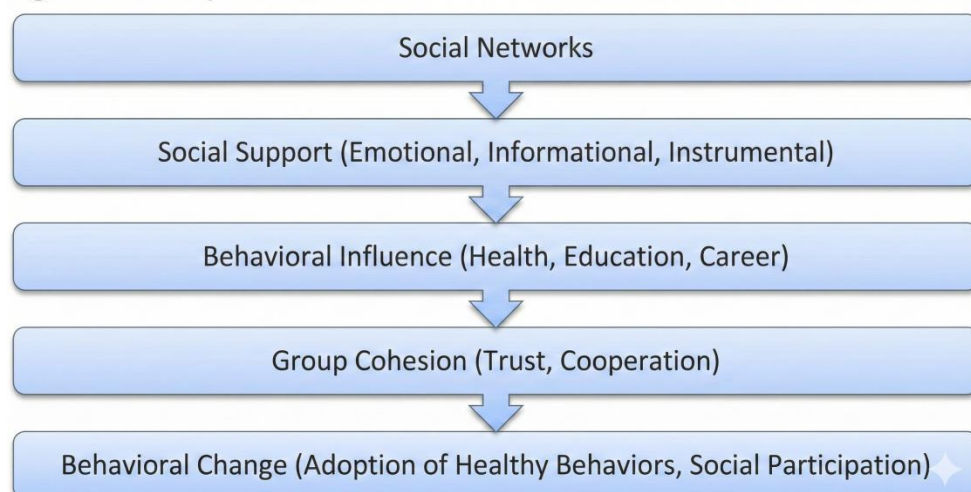 Social Networks
Social Support (Emotional, Informational, Instrumental)
Behavioral Influence (Health, Education, Career)
Group Cohesion (Trust, Cooperation)
Behavioral Change (Adoption of Healthy Behaviors, Social Participation)